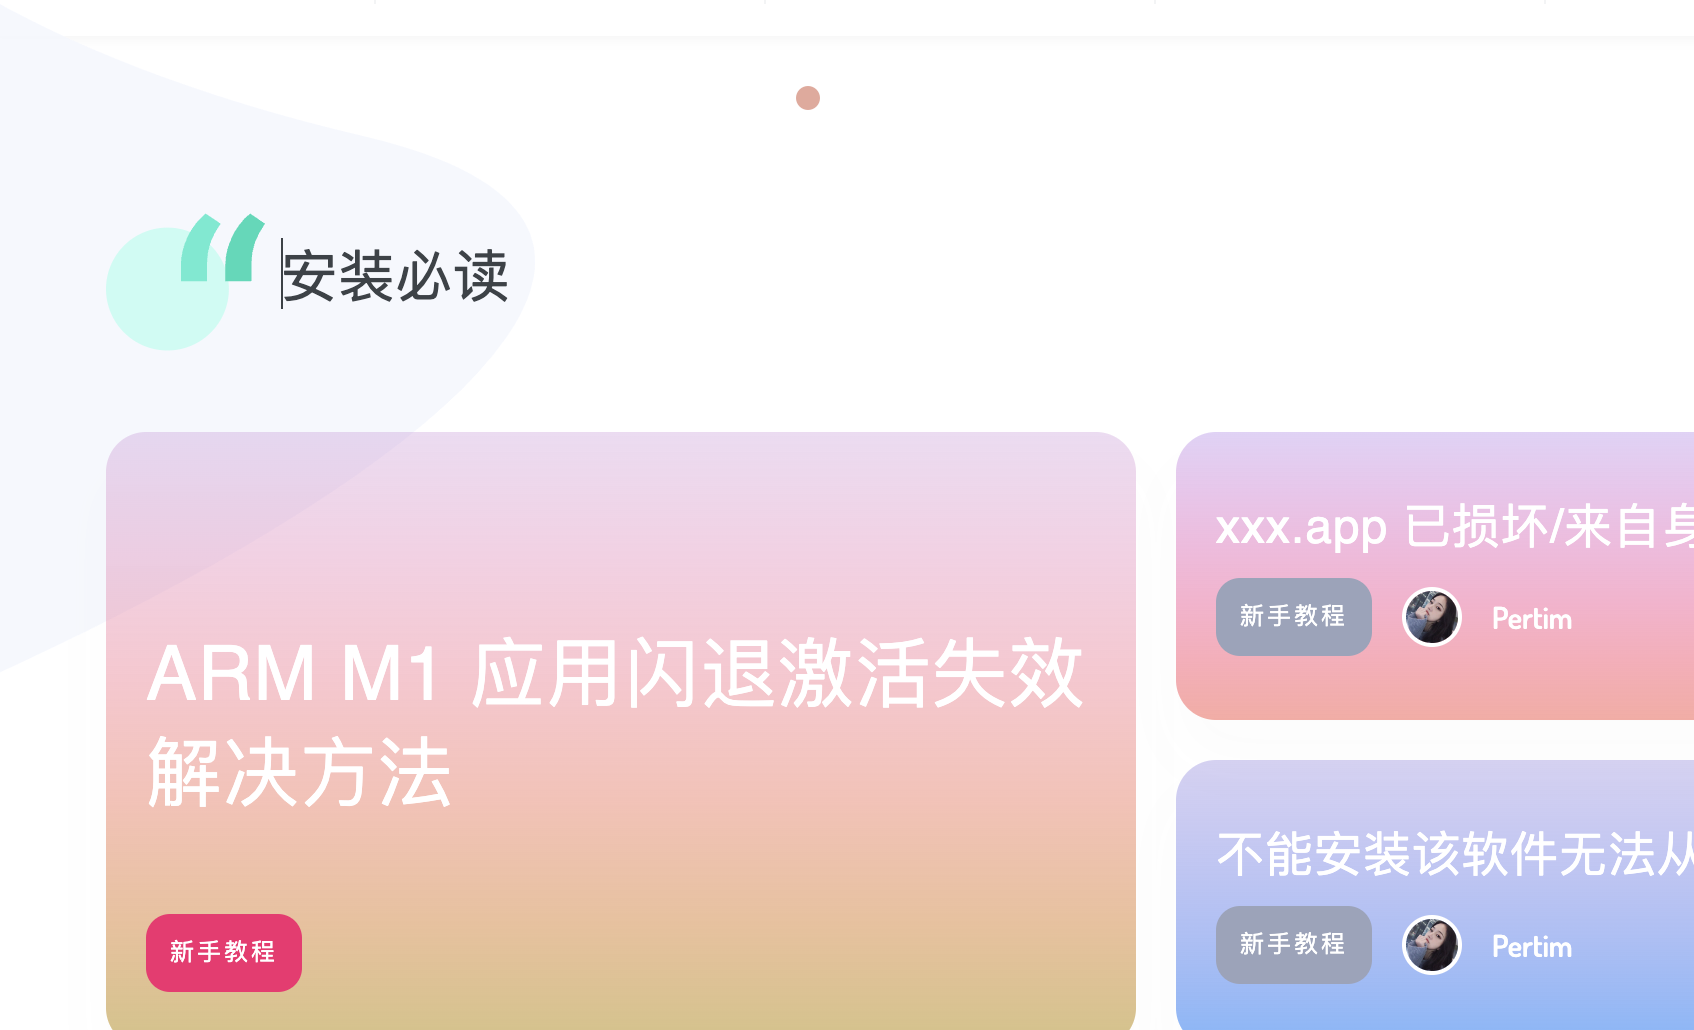 安装必读
ARM M1 应用闪退激活失效
解决方法
新手教程
xxx.app 已损坏/来自身
新手教程
Pertim
不能安装该软件无法从
新手教程
Pertim